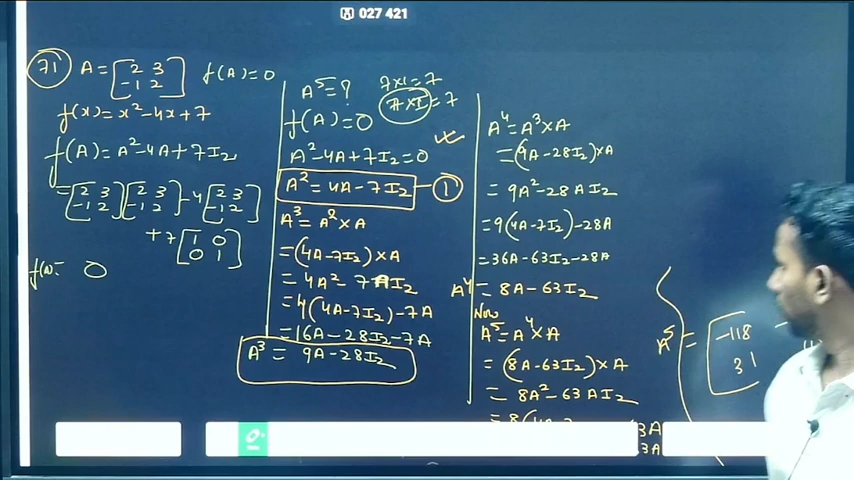 027 421
71 A = [2 3 -1 2] f(A)=0
f(x)=x²-4x+7
f(A)=A²-4A+7I₂
=[2 3 -1 2][2 3 -1 2]-4[2 3 -1 2]
+7[1 0 0 1]
0
A⁵=? 7×1=7
7×I=7
f(A)=0
A²-4A+7I₂=0
A²=4A-7I₂ — 1
A³=A²×A
=(4A-7I₂)×A
=4A²-7AI₂
=4(4A-7I₂)-7A
=16A-28I₂-7A
A³=9A-28I₂
A⁴=A³×A
=(9A-28I₂)×A
=9A²-28AI₂
=9(4A-7I₂)-28A
=36A-63I₂-28A
A⁴=8A-63I₂
Now
A⁵=A⁴×A
=(8A-63I₂)×A
=8A²-63AI₂
3A
3A
A⁵=[-118
31